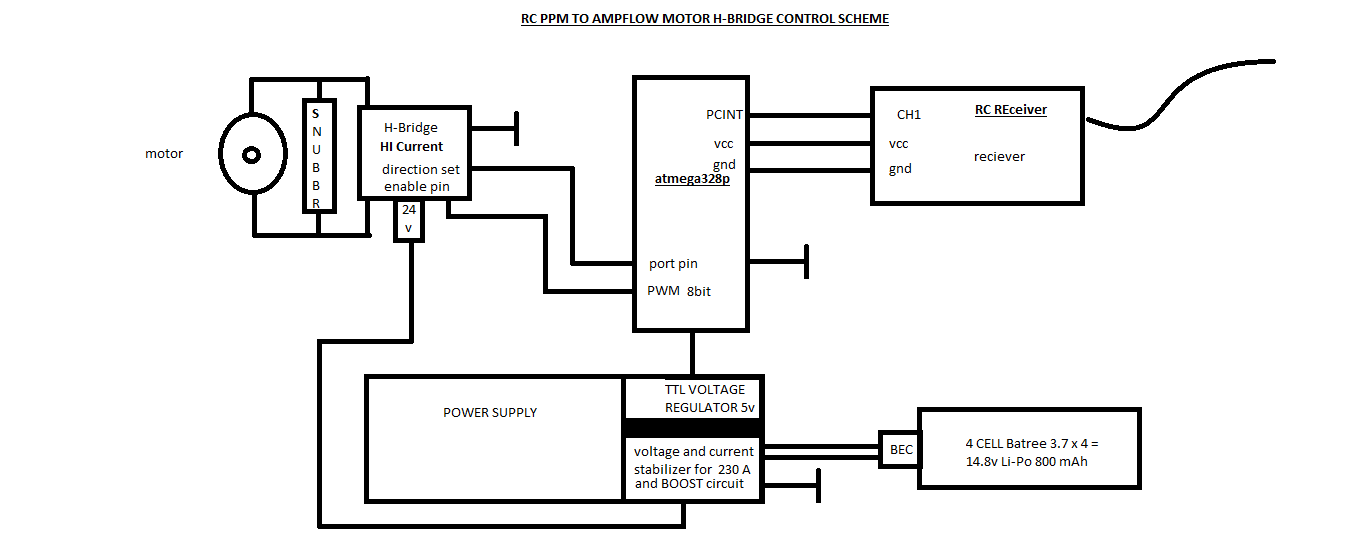 RC PPM TO AMPFLOW MOTOR H-BRIDGE CONTROL SCHEME
motor
S
N
U
B
B
R
H-Bridge
HI Current
direction set
enable pin
24
v
PCINT
vcc
gnd
atmega328p
port pin
PWM 8bit
CH1
vcc
gnd
RC REceiver
reciever
POWER SUPPLY
TTL VOLTAGE
REGULATOR 5v
voltage and current
stabilizer for 230 A
and BOOST circuit
BEC
4 CELL Batree 3.7 x 4 =
14.8v Li-Po 800 mAh